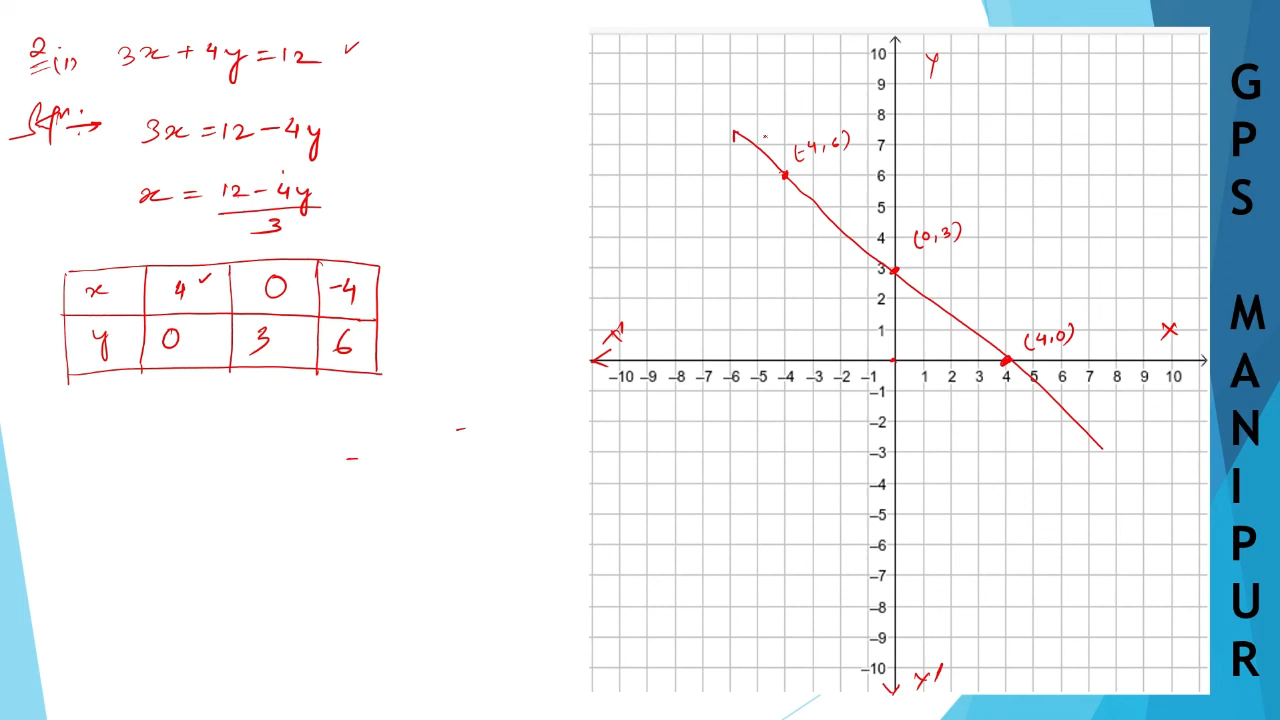 2 (i) 3x + 4y = 12 ✓
Soln:→ 3x = 12 - 4y
x = 12 - 4y / 3
x 4 ✓ 0 -4
y 0 3 6
Y
10
9
8
7
6
5
4
3
2
1
(-4, 6)
(0, 3)
(4, 0)
X' X
-10 -9 -8 -7 -6 -5 -4 -3 -2 -1 1 2 3 4 5 6 7 8 9 10
-1
-2
-3
-4
-5
-6
-7
-8
-9
-10
GPS MANIPUR